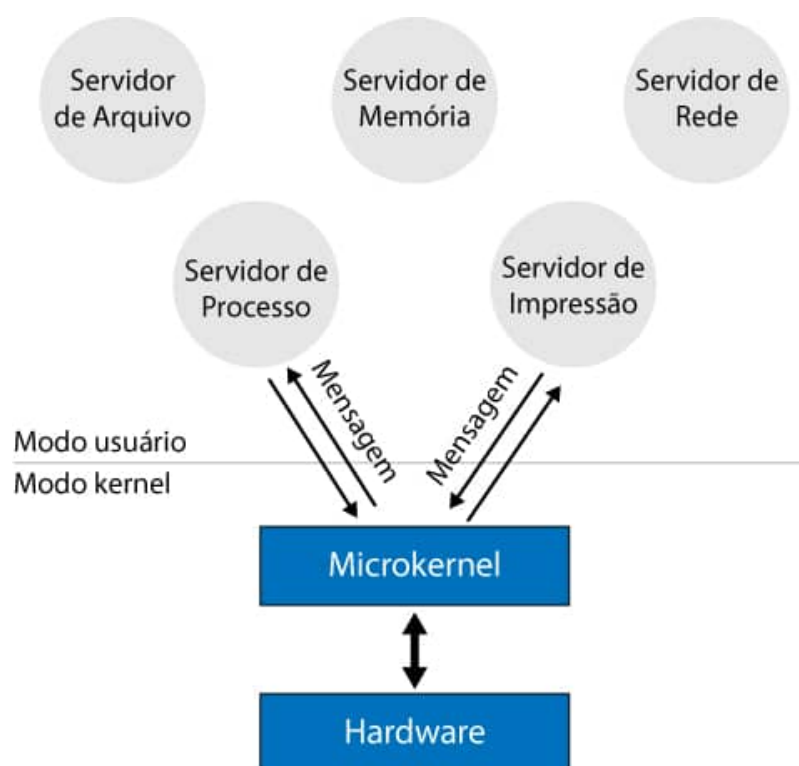 Servidor
de Arquivo
Servidor de
Memória
Servidor de
Rede
Servidor de
Processo
Servidor de
Impressão
Mensagem
Mensagem
Modo usuário
Modo kernel
Microkernel
Hardware